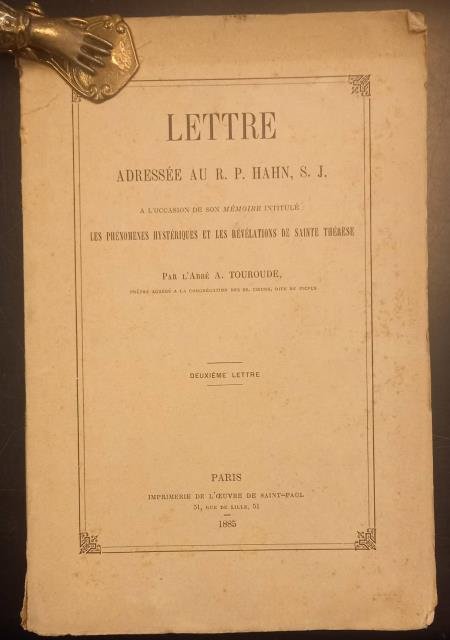 LETTRE
ADRESSÉE AU R. P. HAHN, S. J.
A L'OCCASION DE SON MÉMOIRE INTITULÉ :
LES PHÉNOMÈNES HYSTÉRIQUES ET LES RÉVÉLATIONS DE SAINTE THÉRÈSE
PAR L'ABBÉ A. TOUROUDE,
PRÊTRE AGRÉGÉ A LA CONGRÉGATION DES SS. CŒURS, DITE DE PICPUS
DEUXIÈME LETTRE
PARIS
IMPRIMERIE DE L'ŒUVRE DE SAINT-PAUL
51, RUE DE LILLE, 51
1885